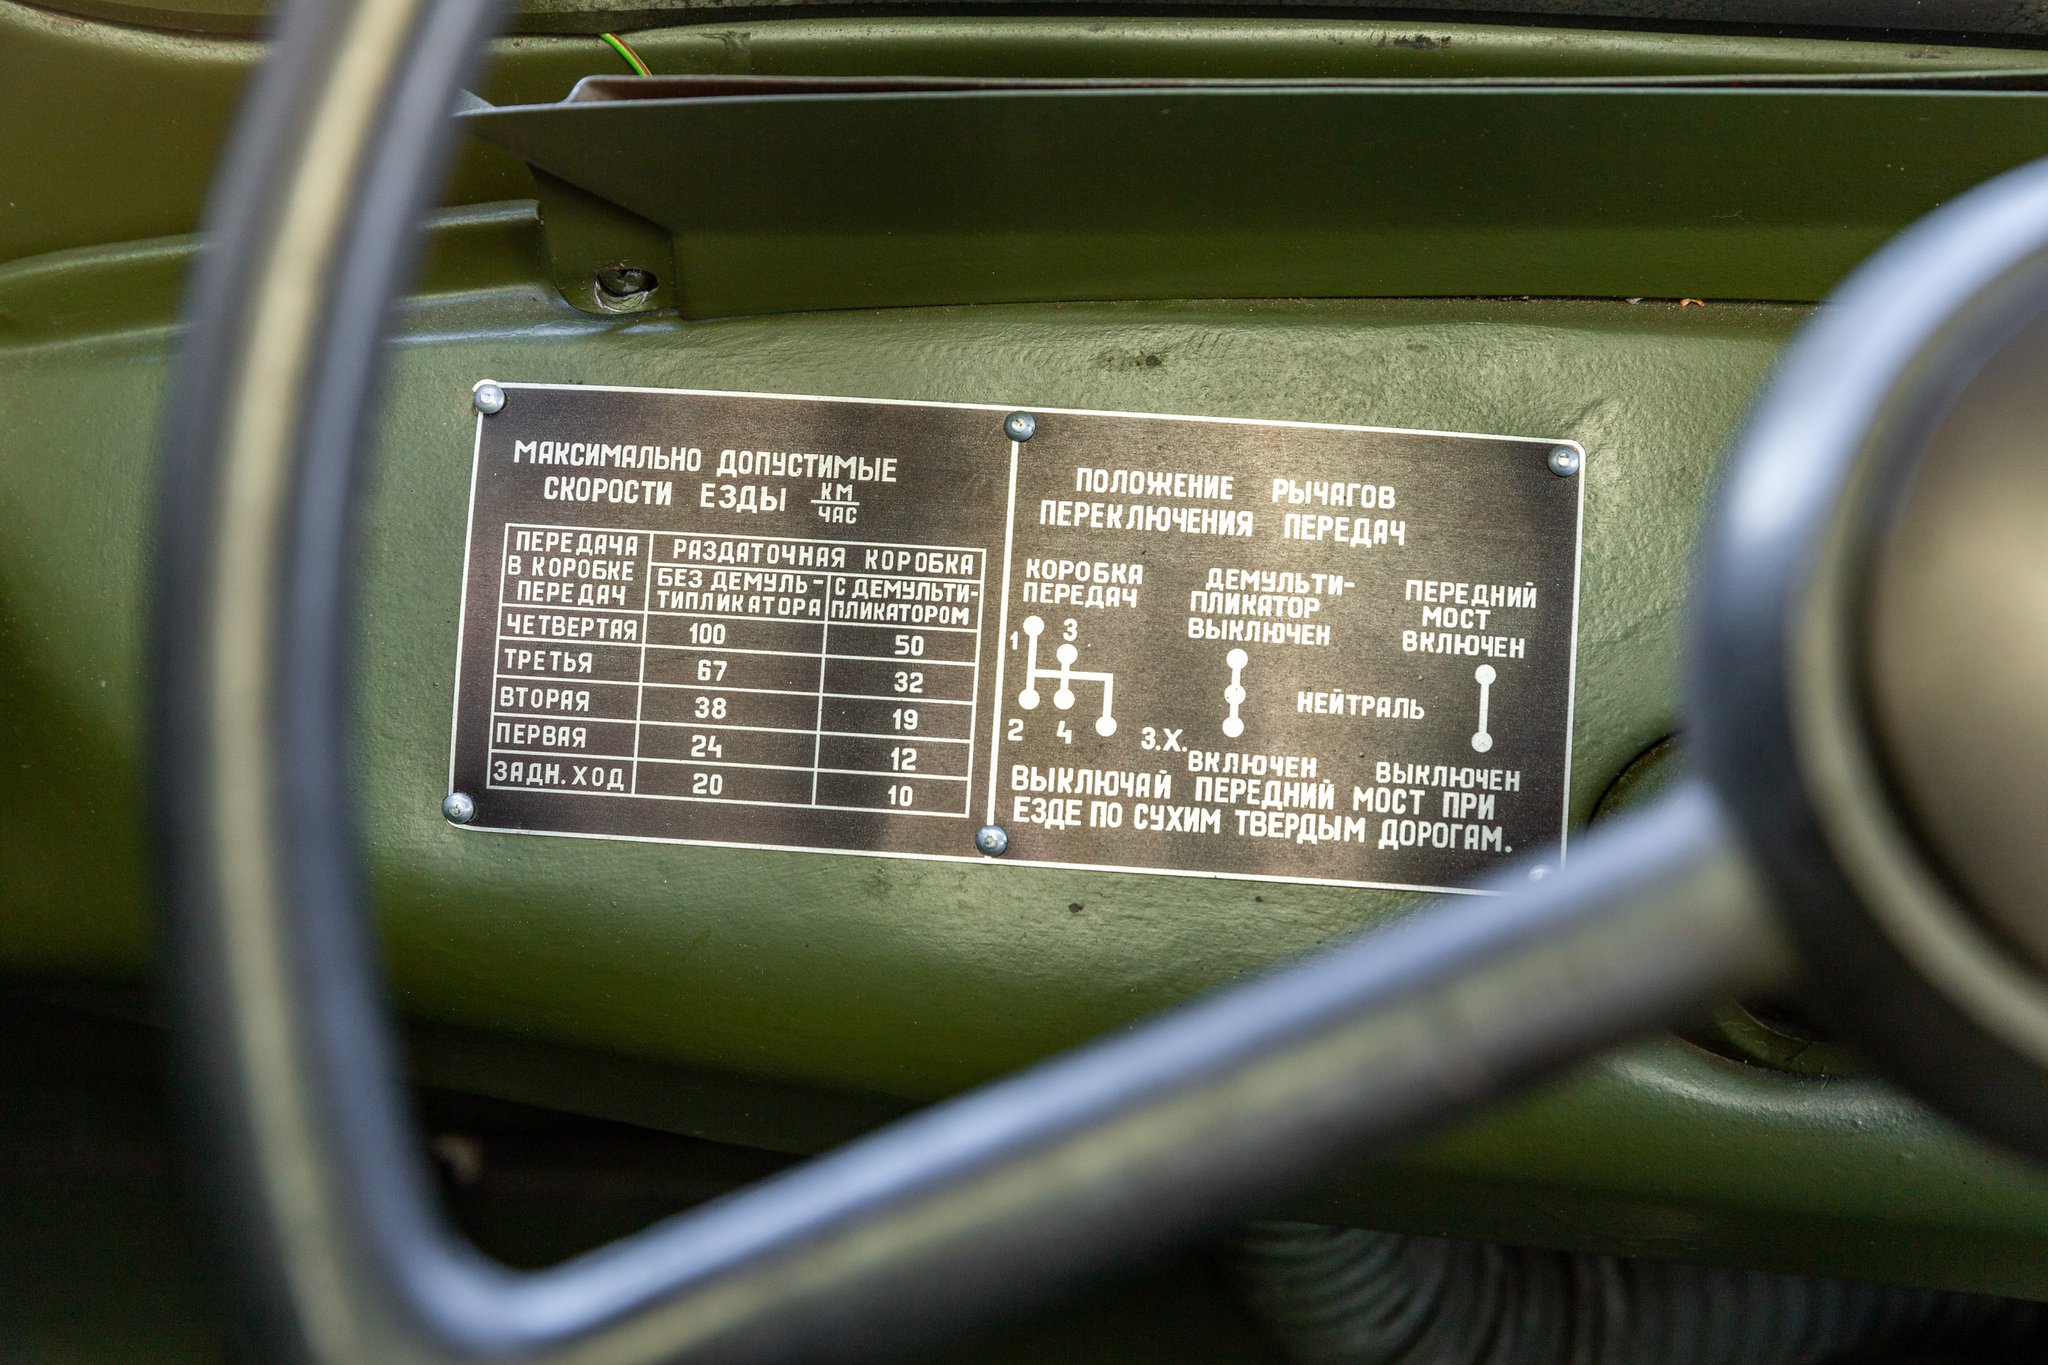 МАКСИМАЛЬНО ДОПУСТИМЫЕ
СКОРОСТИ ЕЗДЫ КМ/ЧАС
ПЕРЕДАЧА В КОРОБКЕ ПЕРЕДАЧ
РАЗДАТОЧНАЯ КОРОБКА
БЕЗ ДЕМУЛЬ-ТИПЛИКАТОРА С ДЕМУЛЬТИ-ПЛИКАТОРОМ
ЧЕТВЕРТАЯ 100 50
ТРЕТЬЯ 67 32
ВТОРАЯ 38 19
ПЕРВАЯ 24 12
ЗАДН. ХОД 20 10
ПОЛОЖЕНИЕ РЫЧАГОВ
ПЕРЕКЛЮЧЕНИЯ ПЕРЕДАЧ
КОРОБКА
ПЕРЕДАЧ
1 3
2 4 З.Х.
ДЕМУЛЬТИ-
ПЛИКАТОР
ВЫКЛЮЧЕН
НЕЙТРАЛЬ
ВКЛЮЧЕН
ПЕРЕДНИЙ
МОСТ
ВКЛЮЧЕН
ВЫКЛЮЧЕН
ВЫКЛЮЧАЙ ПЕРЕДНИЙ МОСТ ПРИ
ЕЗДЕ ПО СУХИМ ТВЕРДЫМ ДОРОГАМ.